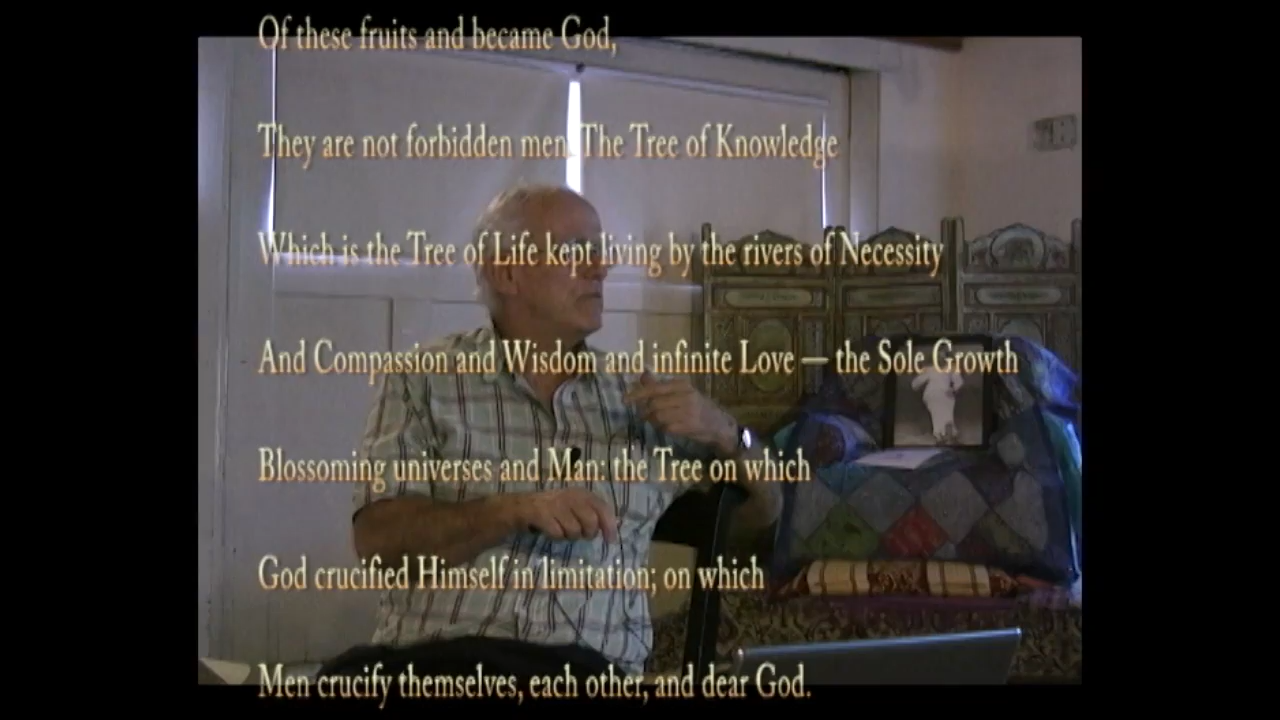 Of these fruits and became God,
They are not forbidden men. The Tree of Knowledge
Which is the Tree of Life kept living by the rivers of Necessity
And Compassion and Wisdom and infinite Love — the Sole Growth
Blossoming universes and Man: the Tree on which
God crucified Himself in limitation; on which
Men crucify themselves, each other, and dear God.